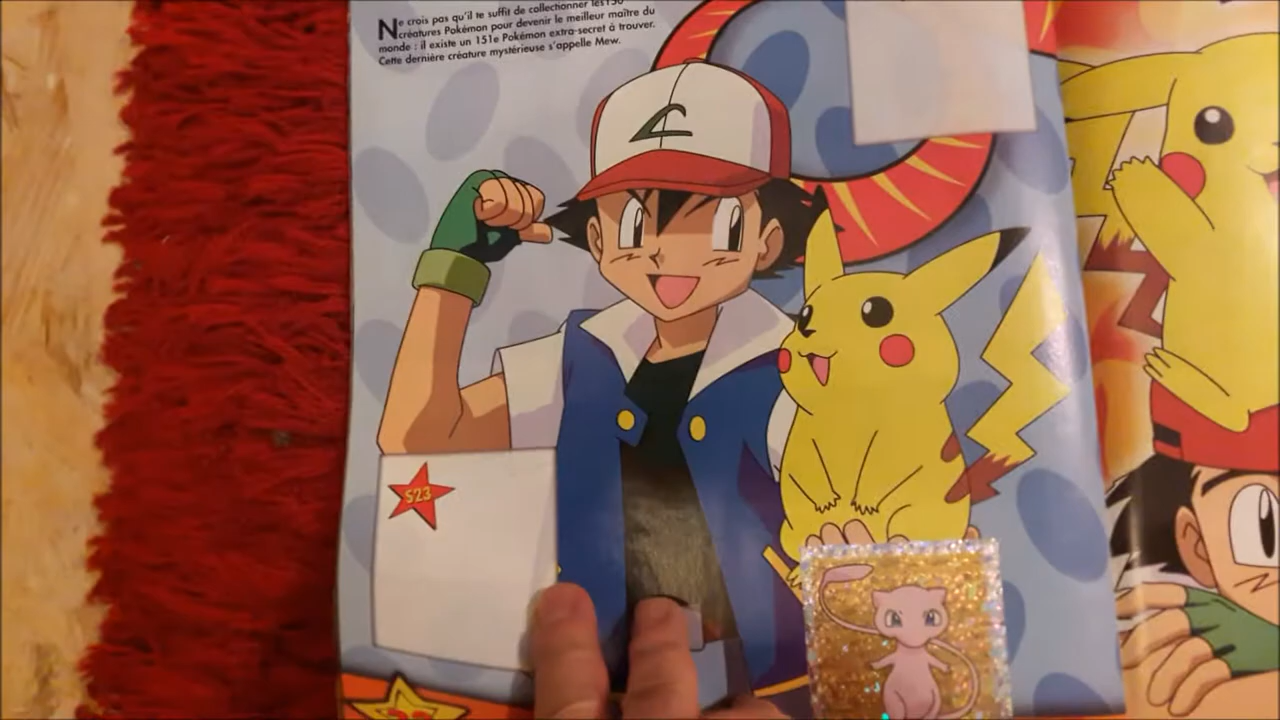 Ne crois pas qu'il te suffit de collectionner les 150
créatures Pokémon pour devenir le meilleur maître du
monde : il existe un 151e Pokémon extra-secret à trouver.
Cette dernière créature mystérieuse s'appelle Mew.
S23